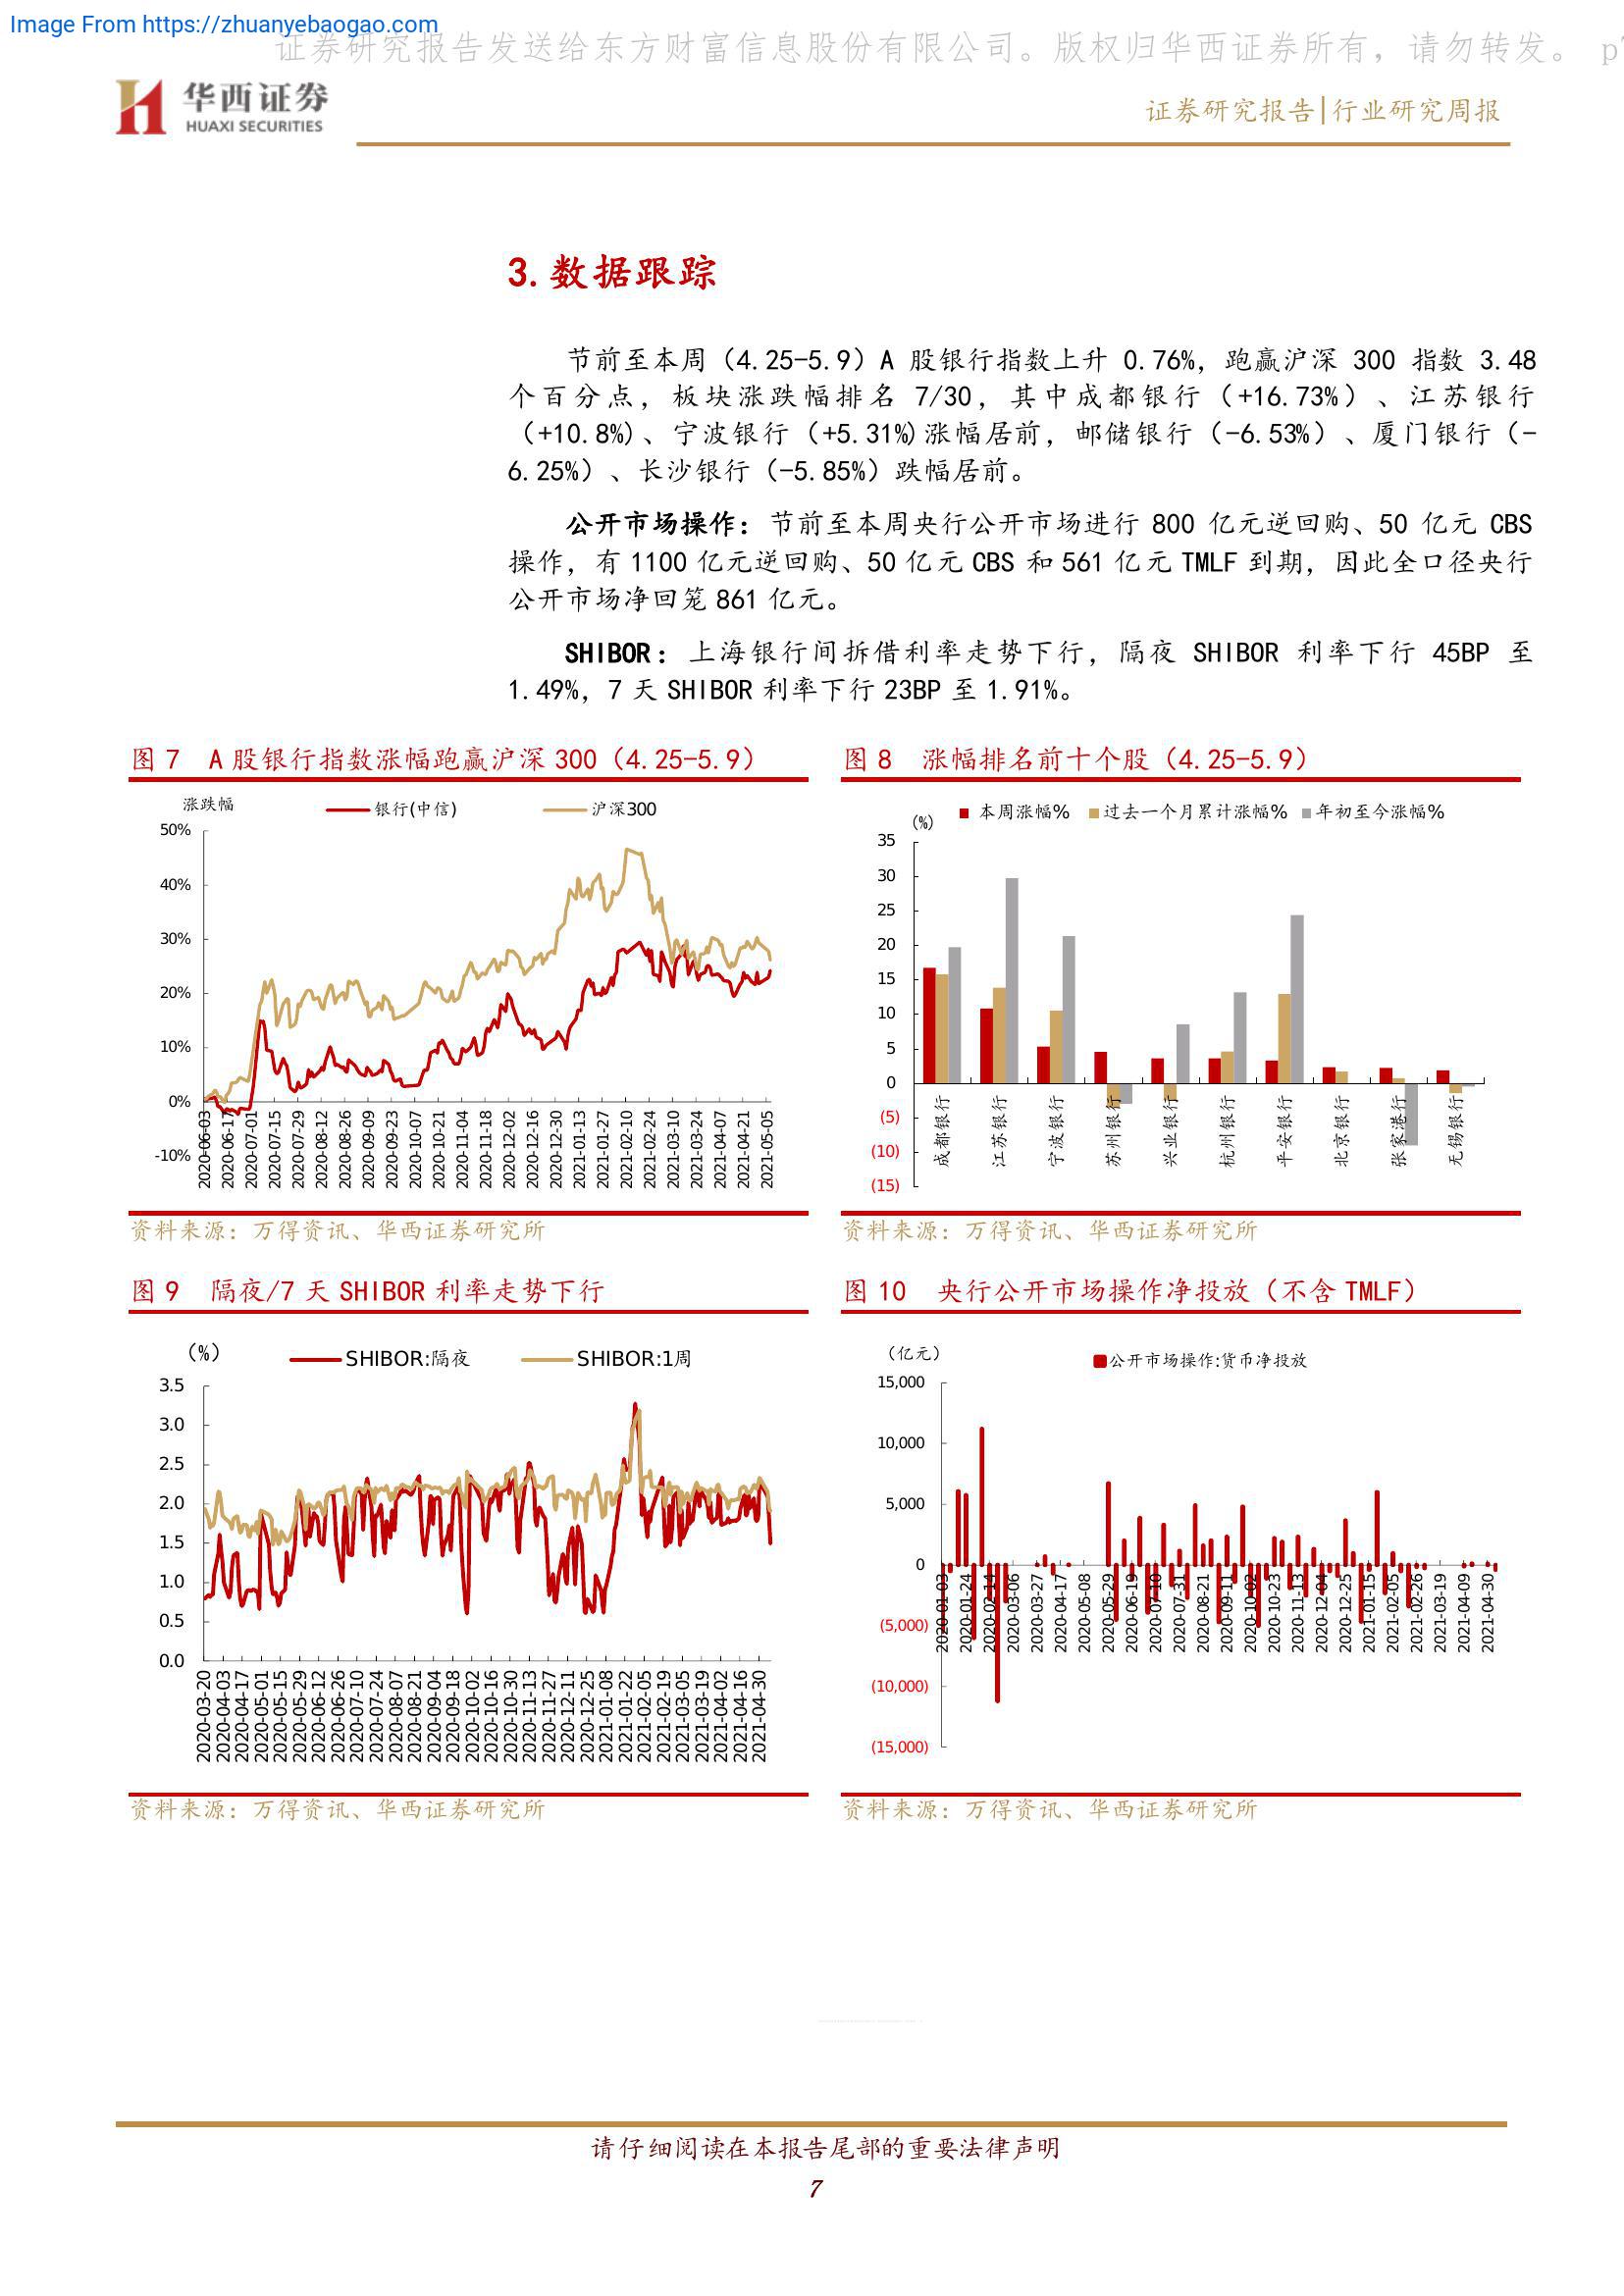 Image From https://zhuanyebaogao.com
证券研究报告发送给东方财富信息股份有限公司。版权归华西证券所有，请勿转发。 p7
华西证券
HUAXI SECURITIES
证券研究报告|行业研究周报
3.数据跟踪
节前至本周（4.25-5.9）A 股银行指数上升 0.76%，跑赢沪深 300 指数 3.48
个百分点，板块涨跌幅排名 7/30，其中成都银行（+16.73%）、江苏银行
（+10.8%)、宁波银行（+5.31%)涨幅居前，邮储银行（-6.53%）、厦门银行（-
6.25%）、长沙银行（-5.85%）跌幅居前。
公开市场操作：节前至本周央行公开市场进行 800 亿元逆回购、50 亿元 CBS
操作，有 1100 亿元逆回购、50 亿元 CBS 和 561 亿元 TMLF 到期，因此全口径央行
公开市场净回笼 861 亿元。
SHIBOR：上海银行间拆借利率走势下行，隔夜 SHIBOR 利率下行 45BP 至
1.49%，7 天 SHIBOR 利率下行 23BP 至 1.91%。
图 7 A 股银行指数涨幅跑赢沪深 300（4.25-5.9）
涨跌幅
银行(中信)
沪深300
50%
40%
30%
20%
10%
0%
-10%
2020-06-03
2020-06-17
2020-07-01
2020-07-15
2020-07-29
2020-08-12
2020-08-26
2020-09-09
2020-09-23
2020-10-07
2020-10-21
2020-11-04
2020-11-18
2020-12-02
2020-12-16
2020-12-30
2021-01-13
2021-01-27
2021-02-10
2021-02-24
2021-03-10
2021-03-24
2021-04-07
2021-04-21
2021-05-05
资料来源：万得资讯、华西证券研究所
图 8 涨幅排名前十个股（4.25-5.9）
(%)
本周涨幅%
过去一个月累计涨幅%
年初至今涨幅%
35
30
25
20
15
10
5
0
(5)
(10)
(15)
成都银行
江苏银行
宁波银行
苏州银行
兴业银行
杭州银行
平安银行
北京银行
张家港行
无锡银行
资料来源：万得资讯、华西证券研究所
图 9 隔夜/7 天 SHIBOR 利率走势下行
（%）
SHIBOR:隔夜
SHIBOR:1周
3.5
3.0
2.5
2.0
1.5
1.0
0.5
0.0
2020-03-20
2020-04-03
2020-04-17
2020-05-01
2020-05-15
2020-05-29
2020-06-12
2020-06-26
2020-07-10
2020-07-24
2020-08-07
2020-08-21
2020-09-04
2020-09-18
2020-10-02
2020-10-16
2020-10-30
2020-11-13
2020-11-27
2020-12-11
2020-12-25
2021-01-08
2021-01-22
2021-02-05
2021-02-19
2021-03-05
2021-03-19
2021-04-02
2021-04-16
2021-04-30
资料来源：万得资讯、华西证券研究所
图 10 央行公开市场操作净投放（不含 TMLF）
（亿元）
公开市场操作:货币净投放
15,000
10,000
5,000
0
(5,000)
(10,000)
(15,000)
2020-01-03
2020-01-24
2020-02-14
2020-03-06
2020-03-27
2020-04-17
2020-05-08
2020-05-29
2020-06-19
2020-07-10
2020-07-31
2020-08-21
2020-09-11
2020-10-02
2020-10-23
2020-11-13
2020-12-04
2020-12-25
2021-01-15
2021-02-05
2021-02-26
2021-03-19
2021-04-09
2021-04-30
资料来源：万得资讯、华西证券研究所
请仔细阅读在本报告尾部的重要法律声明
7